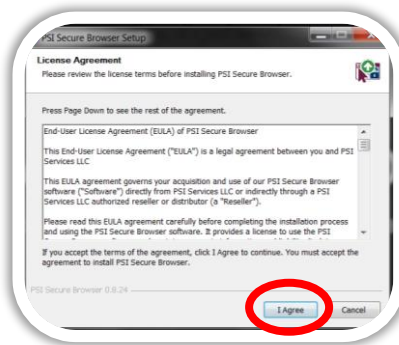 PSI Secure Browser Setup
License Agreement
Please review the license terms before installing PSI Secure Browser.
Press Page Down to see the rest of the agreement.
End-User License Agreement (EULA) of PSI Secure Browser
This End-User License Agreement ("EULA") is a legal agreement between you and PSI
Services LLC
This EULA agreement governs your acquisition and use of our PSI Secure Browser
software ("Software") directly from PSI Services LLC or indirectly through a PSI
Services LLC authorized reseller or distributor (a "Reseller").
Please read this EULA agreement carefully before completing the installation process
and using the PSI Secure Browser software. It provides a license to use the PSI
If you accept the terms of the agreement, click I Agree to continue. You must accept the
agreement to install PSI Secure Browser.
PSI Secure Browser 0.8.24
I Agree
Cancel